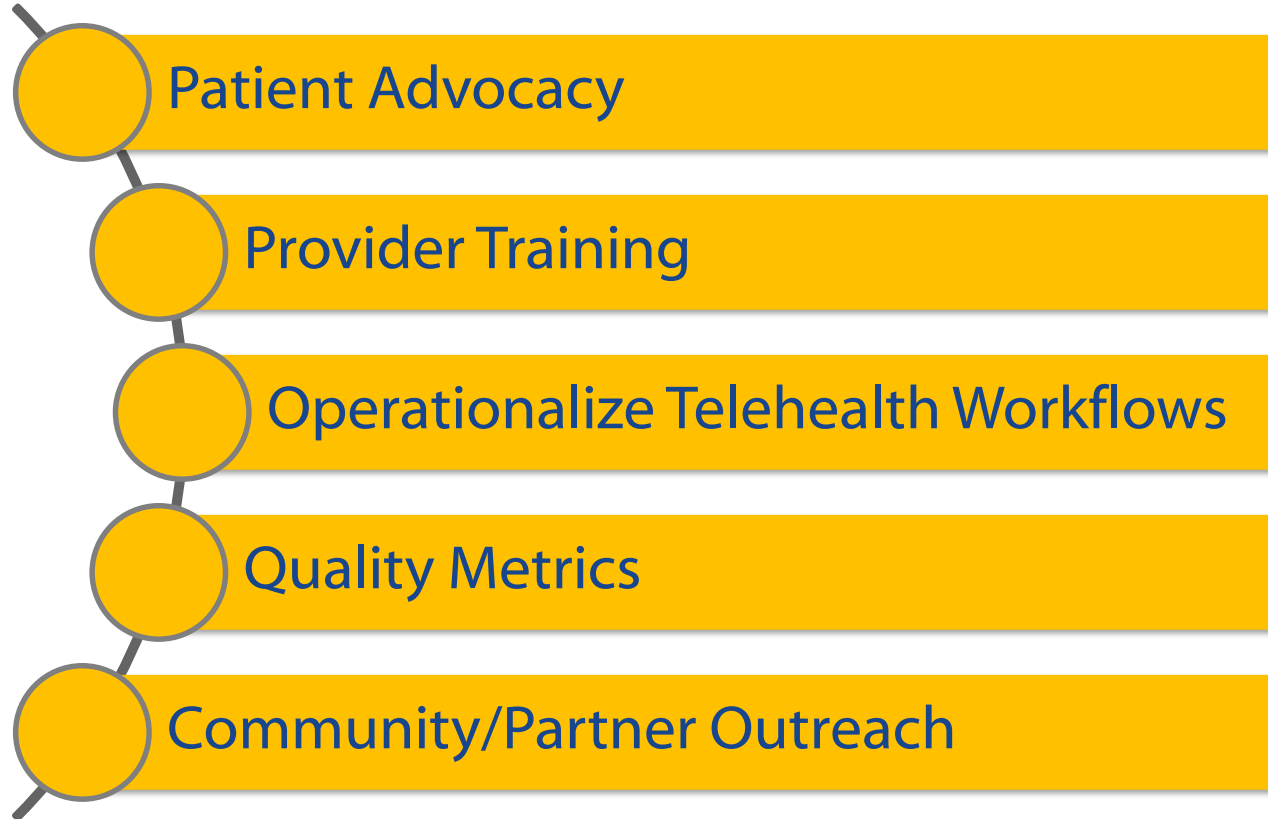 Patient Advocacy
Provider Training
Operationalize Telehealth Workflows
Quality Metrics
Community/Partner Outreach